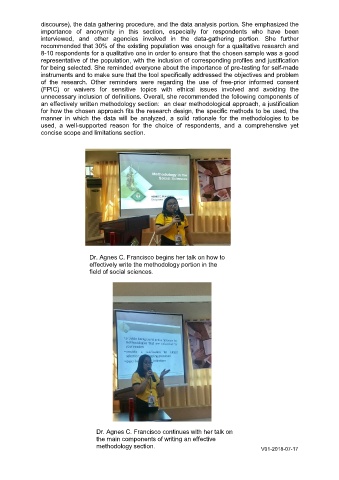 discourse), the data gathering procedure, and the data analysis portion. She emphasized the
importance of anonymity in this section, especially for respondents who have been
interviewed, and other agencies involved in the data-gathering portion. She further
recommended that 30% of the existing population was enough for a qualitative research and
8-10 respondents for a qualitative one in order to ensure that the chosen sample was a good
representative of the population, with the inclusion of corresponding profiles and justification
for being selected. She reminded everyone about the importance of pre-testing for self-made
instruments and to make sure that the tool specifically addressed the objectives and problem
of the research. Other reminders were regarding the use of free-prior informed consent
(FPIC) or waivers for sensitive topics with ethical issues involved and avoiding the
unnecessary inclusion of definitions. Overall, she recommended the following components of
an effectively written methodology section: an clear methodological approach, a justification
for how the chosen approach fits the research design, the specific methods to be used, the
manner in which the data will be analyzed, a solid rationale for the methodologies to be
used, a well-supported reason for the choice of respondents, and a comprehensive yet
concise scope and limitations section.
Methodology in the
Social Sciences
Dr. Agnes C. Francisco begins her talk on how to
effectively write the methodology portion in the
field of social sciences.
Dr. Agnes C. Francisco continues with her talk on
the main components of writing an effective
methodology section.
V01-2018-07-17